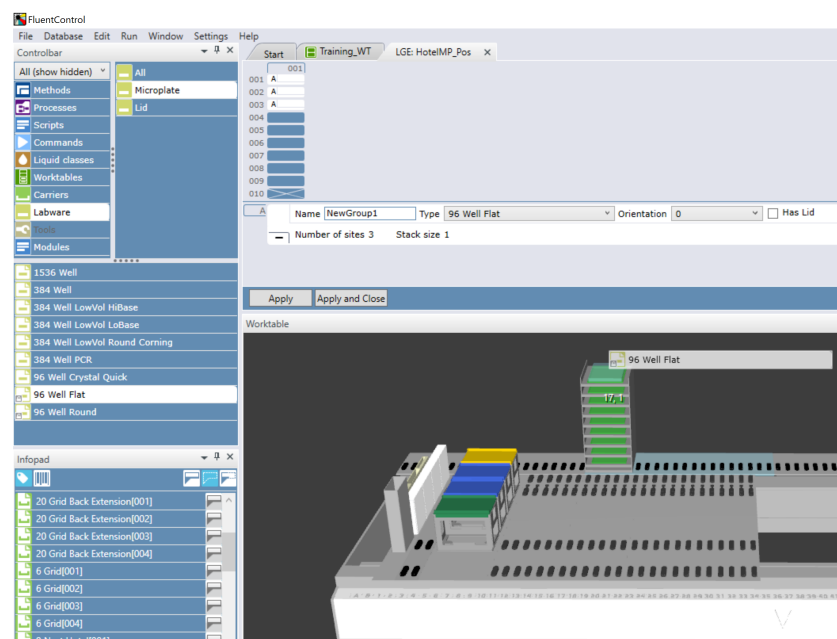 FluentControl
File Database Edit Run Window Settings Help
Controlbar
Start Training_WT LGE: HotelMP_Pos
All (show hidden)
Methods
Processes
Scripts
Commands
Liquid classes
Worktables
Carriers
Labware
Tools
Modules
All
Microplate
Lid
001
001 A
002 A
003 A
004
005
006
007
008
009
010
A
Name NewGroup1 Type 96 Well Flat Orientation 0 Has Lid
Number of sites 3 Stack size 1
Apply Apply and Close
1536 Well
384 Well
384 Well LowVol HiBase
384 Well LowVol LoBase
384 Well LowVol Round Corning
384 Well PCR
96 Well Crystal Quick
96 Well Flat
96 Well Round
Worktable
96 Well Flat
17, 1
Infopad
20 Grid Back Extension[001]
20 Grid Back Extension[002]
20 Grid Back Extension[003]
20 Grid Back Extension[004]
6 Grid[001]
6 Grid[002]
6 Grid[003]
6 Grid[004]